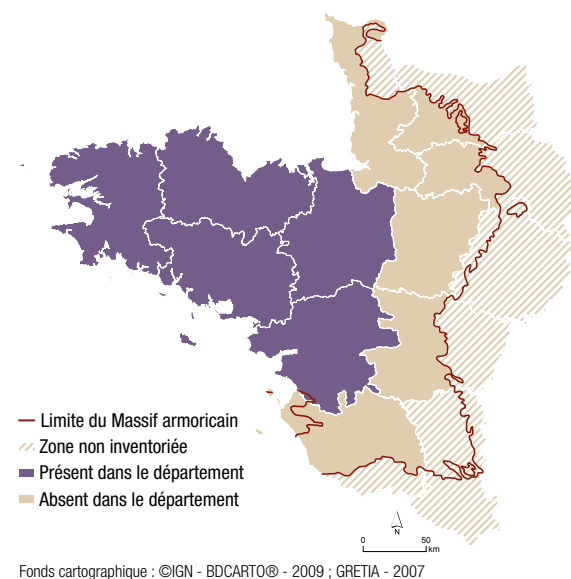 Limite du Massif armoricain
Zone non inventoriée
Présent dans le département
Absent dans le département
N
0 50
km
Fonds cartographique : ©IGN - BDCARTO® - 2009 ; GRETIA - 2007